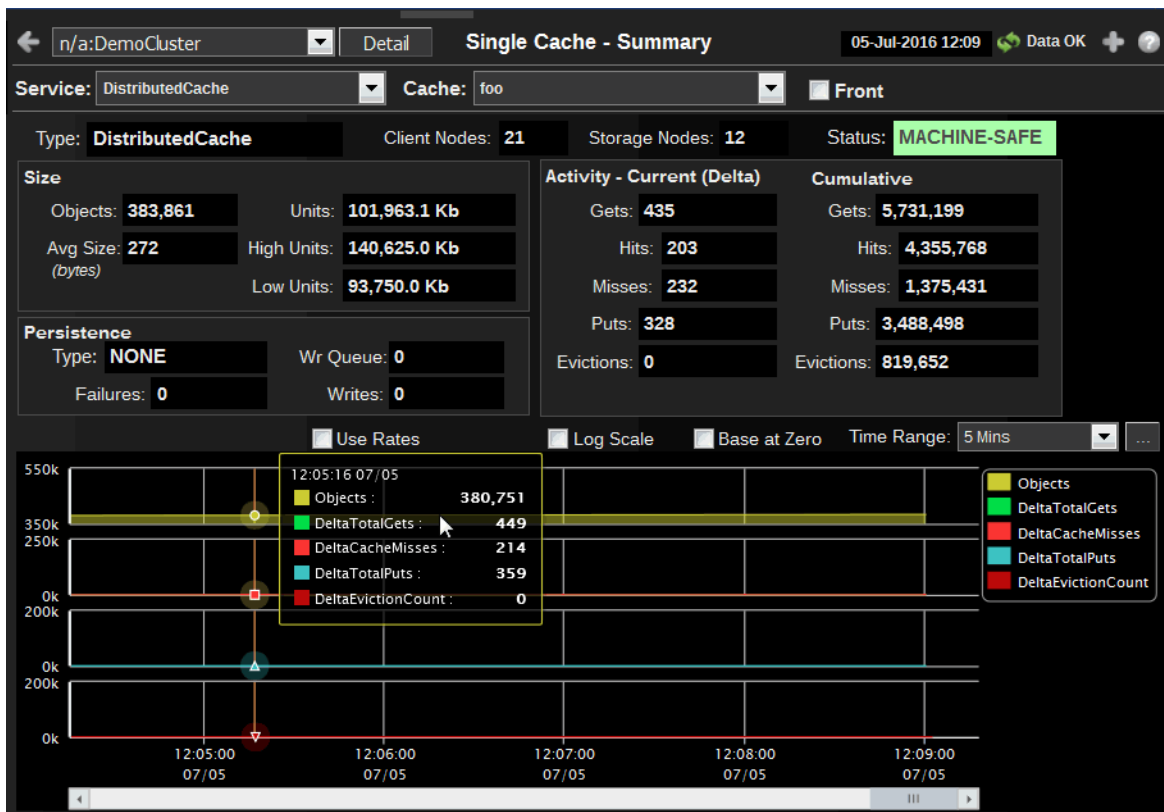 n/a:DemoCluster Detail Single Cache - Summary 05-Jul-2016 12:09 Data OK + ?
Service: DistributedCache Cache: foo Front
Type: DistributedCache Client Nodes: 21 Storage Nodes: 12 Status: MACHINE-SAFE
Size
Objects: 383,861 Units: 101,963.1 Kb
Avg Size: 272 High Units: 140,625.0 Kb
(bytes)
Low Units: 93,750.0 Kb
Persistence
Type: NONE Wr Queue: 0
Failures: 0 Writes: 0
Activity - Current (Delta) Cumulative
Gets: 435 Gets: 5,731,199
Hits: 203 Hits: 4,355,768
Misses: 232 Misses: 1,375,431
Puts: 328 Puts: 3,488,498
Evictions: 0 Evictions: 819,652
Use Rates Log Scale Base at Zero Time Range: 5 Mins ...
550k
350k
250k
0k
200k
0k
200k
0k
12:05:16 07/05
Objects : 380,751
DeltaTotalGets : 449
DeltaCacheMisses : 214
DeltaTotalPuts : 359
DeltaEvictionCount : 0
Objects
DeltaTotalGets
DeltaCacheMisses
DeltaTotalPuts
DeltaEvictionCount
12:05:00 12:06:00 12:07:00 12:08:00 12:09:00
07/05 07/05 07/05 07/05 07/05